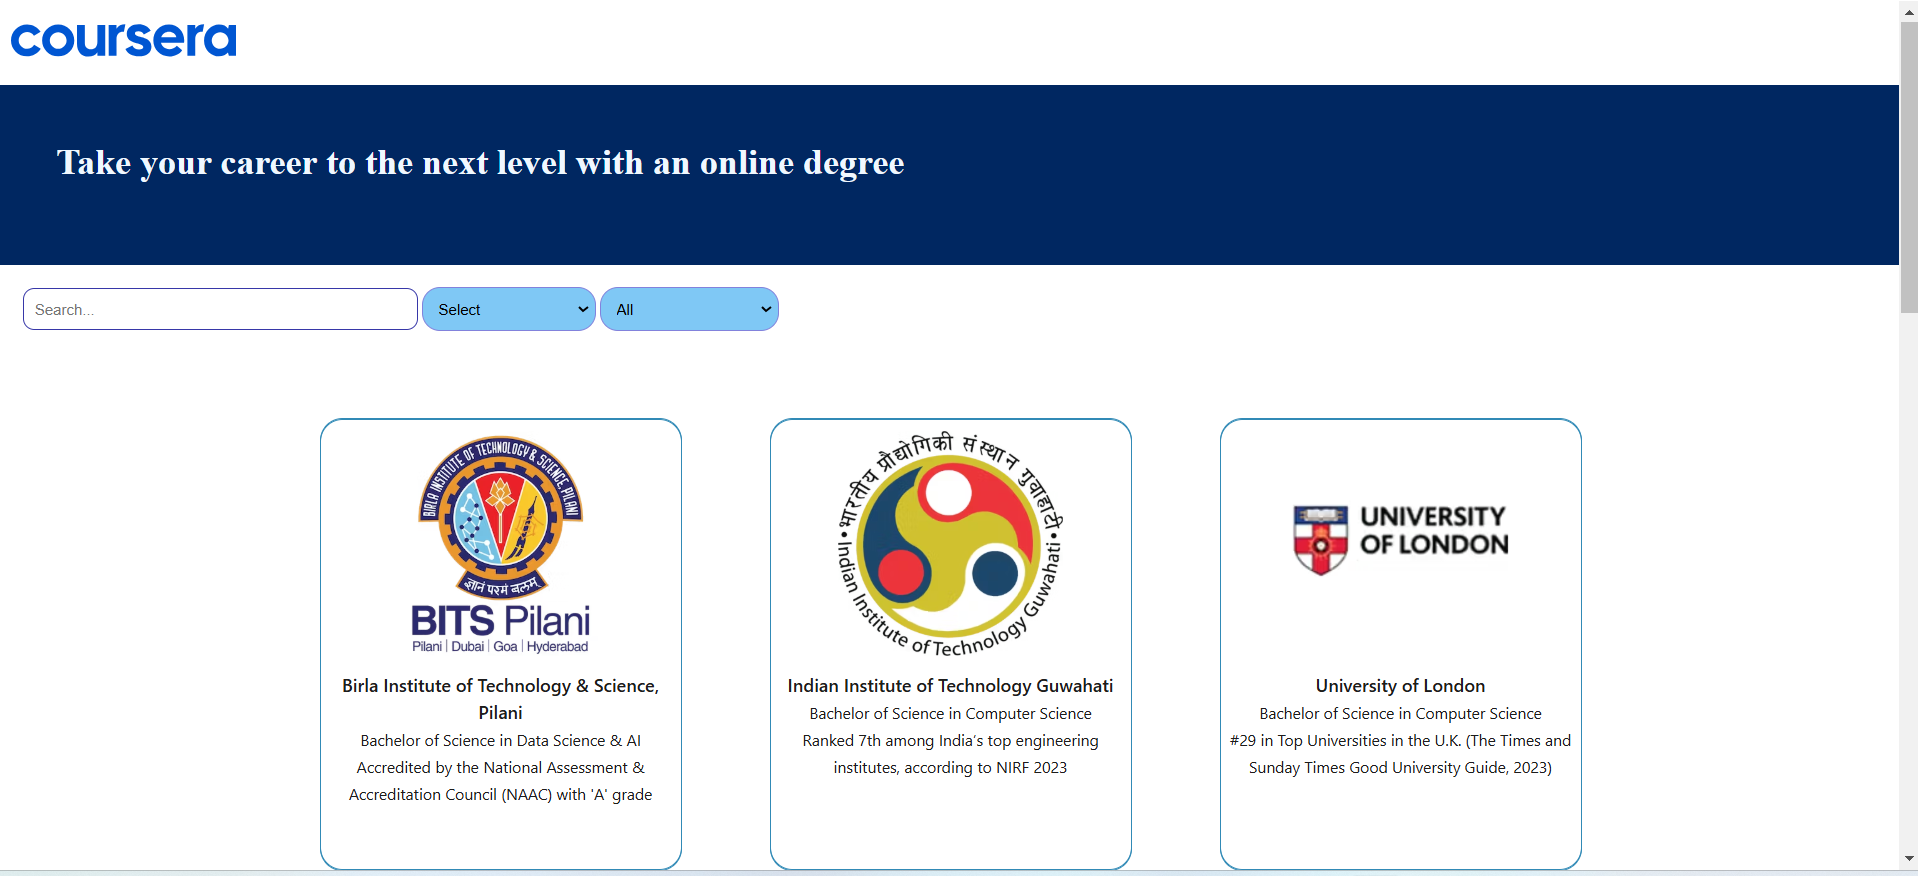 coursera
Take your career to the next level with an online degree
Search...
Select
All
BIRLA INSTITUTE OF TECHNOLOGY & SCIENCE, PILANI
ज्ञानं परमं बलम्
BITS Pilani
Pilani | Dubai | Goa | Hyderabad
Birla Institute of Technology & Science,
Pilani
Bachelor of Science in Data Science & AI
Accredited by the National Assessment &
Accreditation Council (NAAC) with 'A' grade
भारतीय प्रौद्योगिकी संस्थान गुवाहाटी
Indian Institute of Technology Guwahati
Indian Institute of Technology Guwahati
Bachelor of Science in Computer Science
Ranked 7th among India’s top engineering
institutes, according to NIRF 2023
UNIVERSITY
OF LONDON
University of London
Bachelor of Science in Computer Science
#29 in Top Universities in the U.K. (The Times and
Sunday Times Good University Guide, 2023)